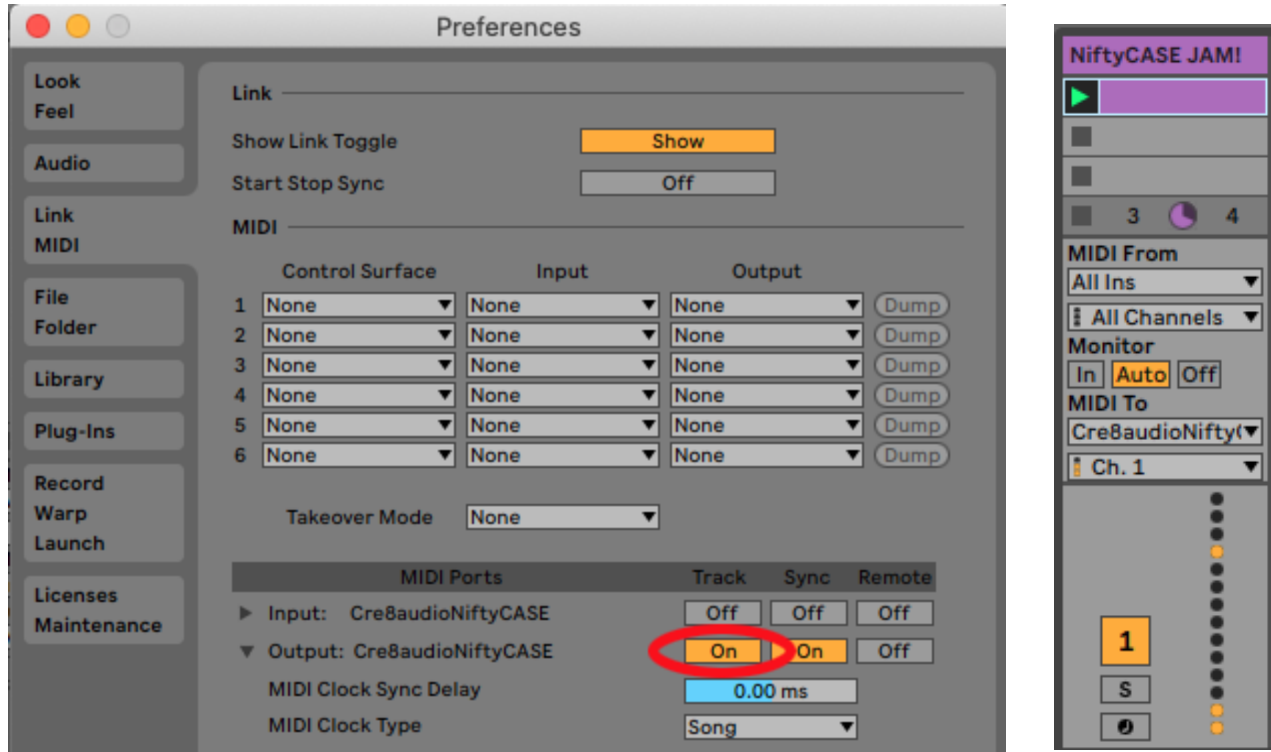 Preferences
Look
Feel
Audio
Link
MIDI
File
Folder
Library
Plug-Ins
Record
Warp
Launch
Licenses
Maintenance
Link
Show Link Toggle Show
Start Stop Sync Off
MIDI
Control Surface Input Output
1 None None None Dump
2 None None None Dump
3 None None None Dump
4 None None None Dump
5 None None None Dump
6 None None None Dump
Takeover Mode None
MIDI Ports Track Sync Remote
Input: Cre8audioNiftyCASE Off Off Off
Output: Cre8audioNiftyCASE On On Off
MIDI Clock Sync Delay 0.00 ms
MIDI Clock Type Song
NiftyCASE JAM!
3 4
MIDI From
All Ins
All Channels
Monitor
In Auto Off
MIDI To
Cre8audioNifty(
Ch. 1
1
S